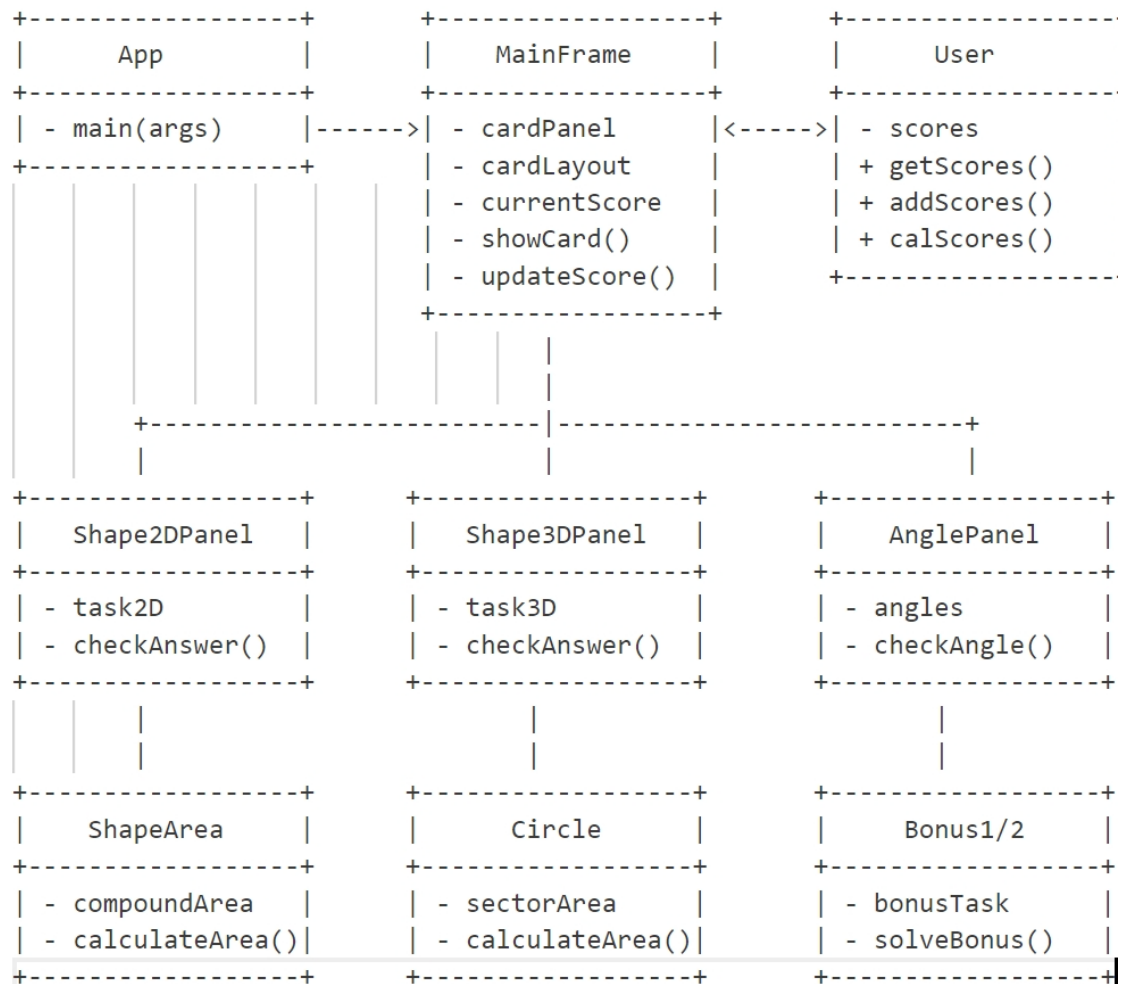 App MainFrame User
- main(args) ------>| - cardPanel |<----->| - scores
- cardLayout + getScores()
- currentScore + addScores()
- showCard() + calScores()
- updateScore()
Shape2DPanel Shape3DPanel AnglePanel
- task2D - task3D - angles
- checkAnswer() - checkAnswer() - checkAngle()
ShapeArea Circle Bonus1/2
- compoundArea - sectorArea - bonusTask
- calculateArea() - calculateArea() - solveBonus()